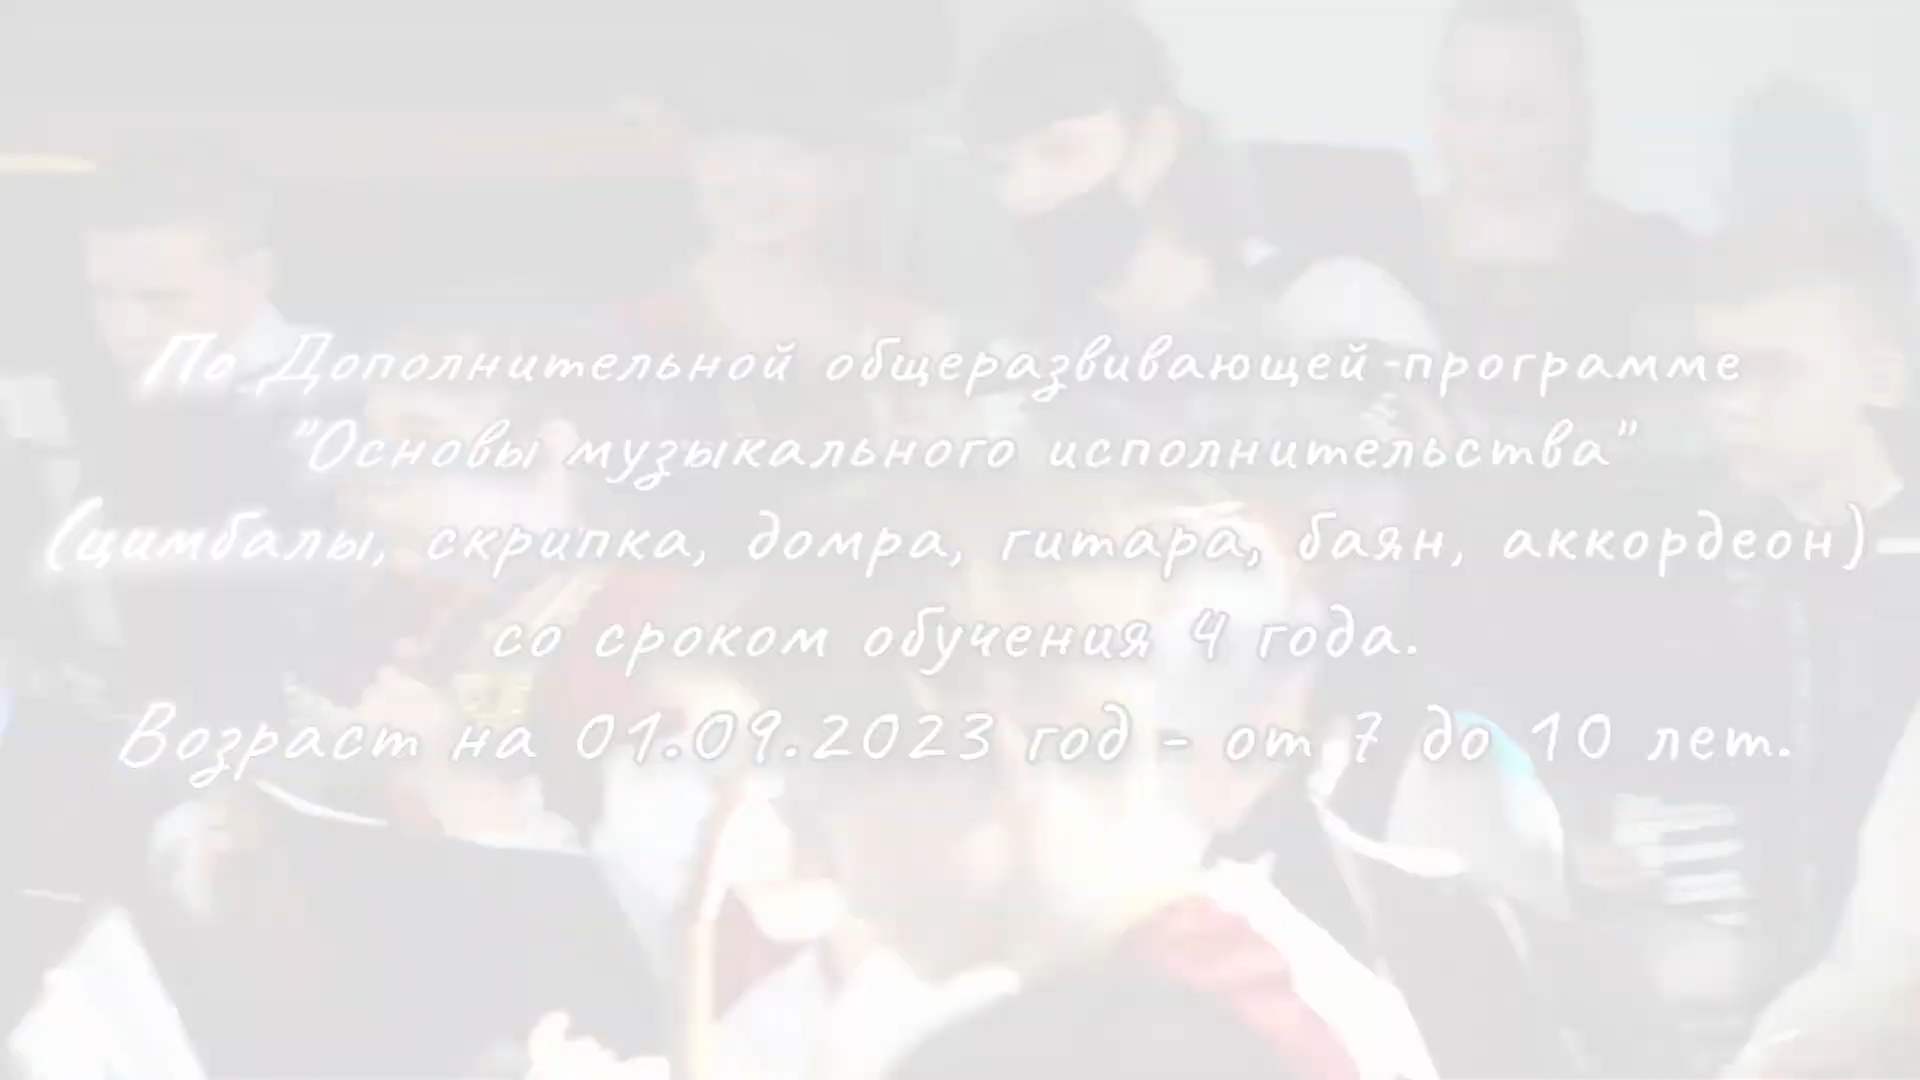 По Дополнительной общеразвивающей-программе
"Основы музыкального исполнительства"
(цимбалы, скрипка, домра, гитара, баян, аккордеон)
со сроком обучения 4 года.
Возраст на 01.09.2023 год - от 7 до 10 лет.